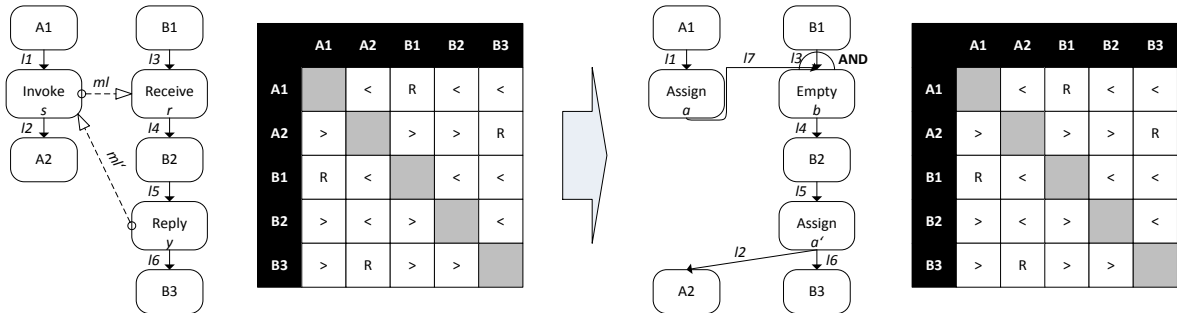 A1 B1
l1 l3
Invoke s ml Receive r
l2 l4
A2 ml' B2
l5
Reply y
l6
B3
A1 A2 B1 B2 B3
A1 < R < <
A2 > > > R
B1 R < < <
B2 > < > <
B3 > R > >
A1 B1
l1 l7 l3 AND
Assign a Empty b
l4
B2
l5
Assign a'
l2 l6
A2 B3
A1 A2 B1 B2 B3
A1 < R < <
A2 > > > R
B1 R < < <
B2 > < > <
B3 > R > >